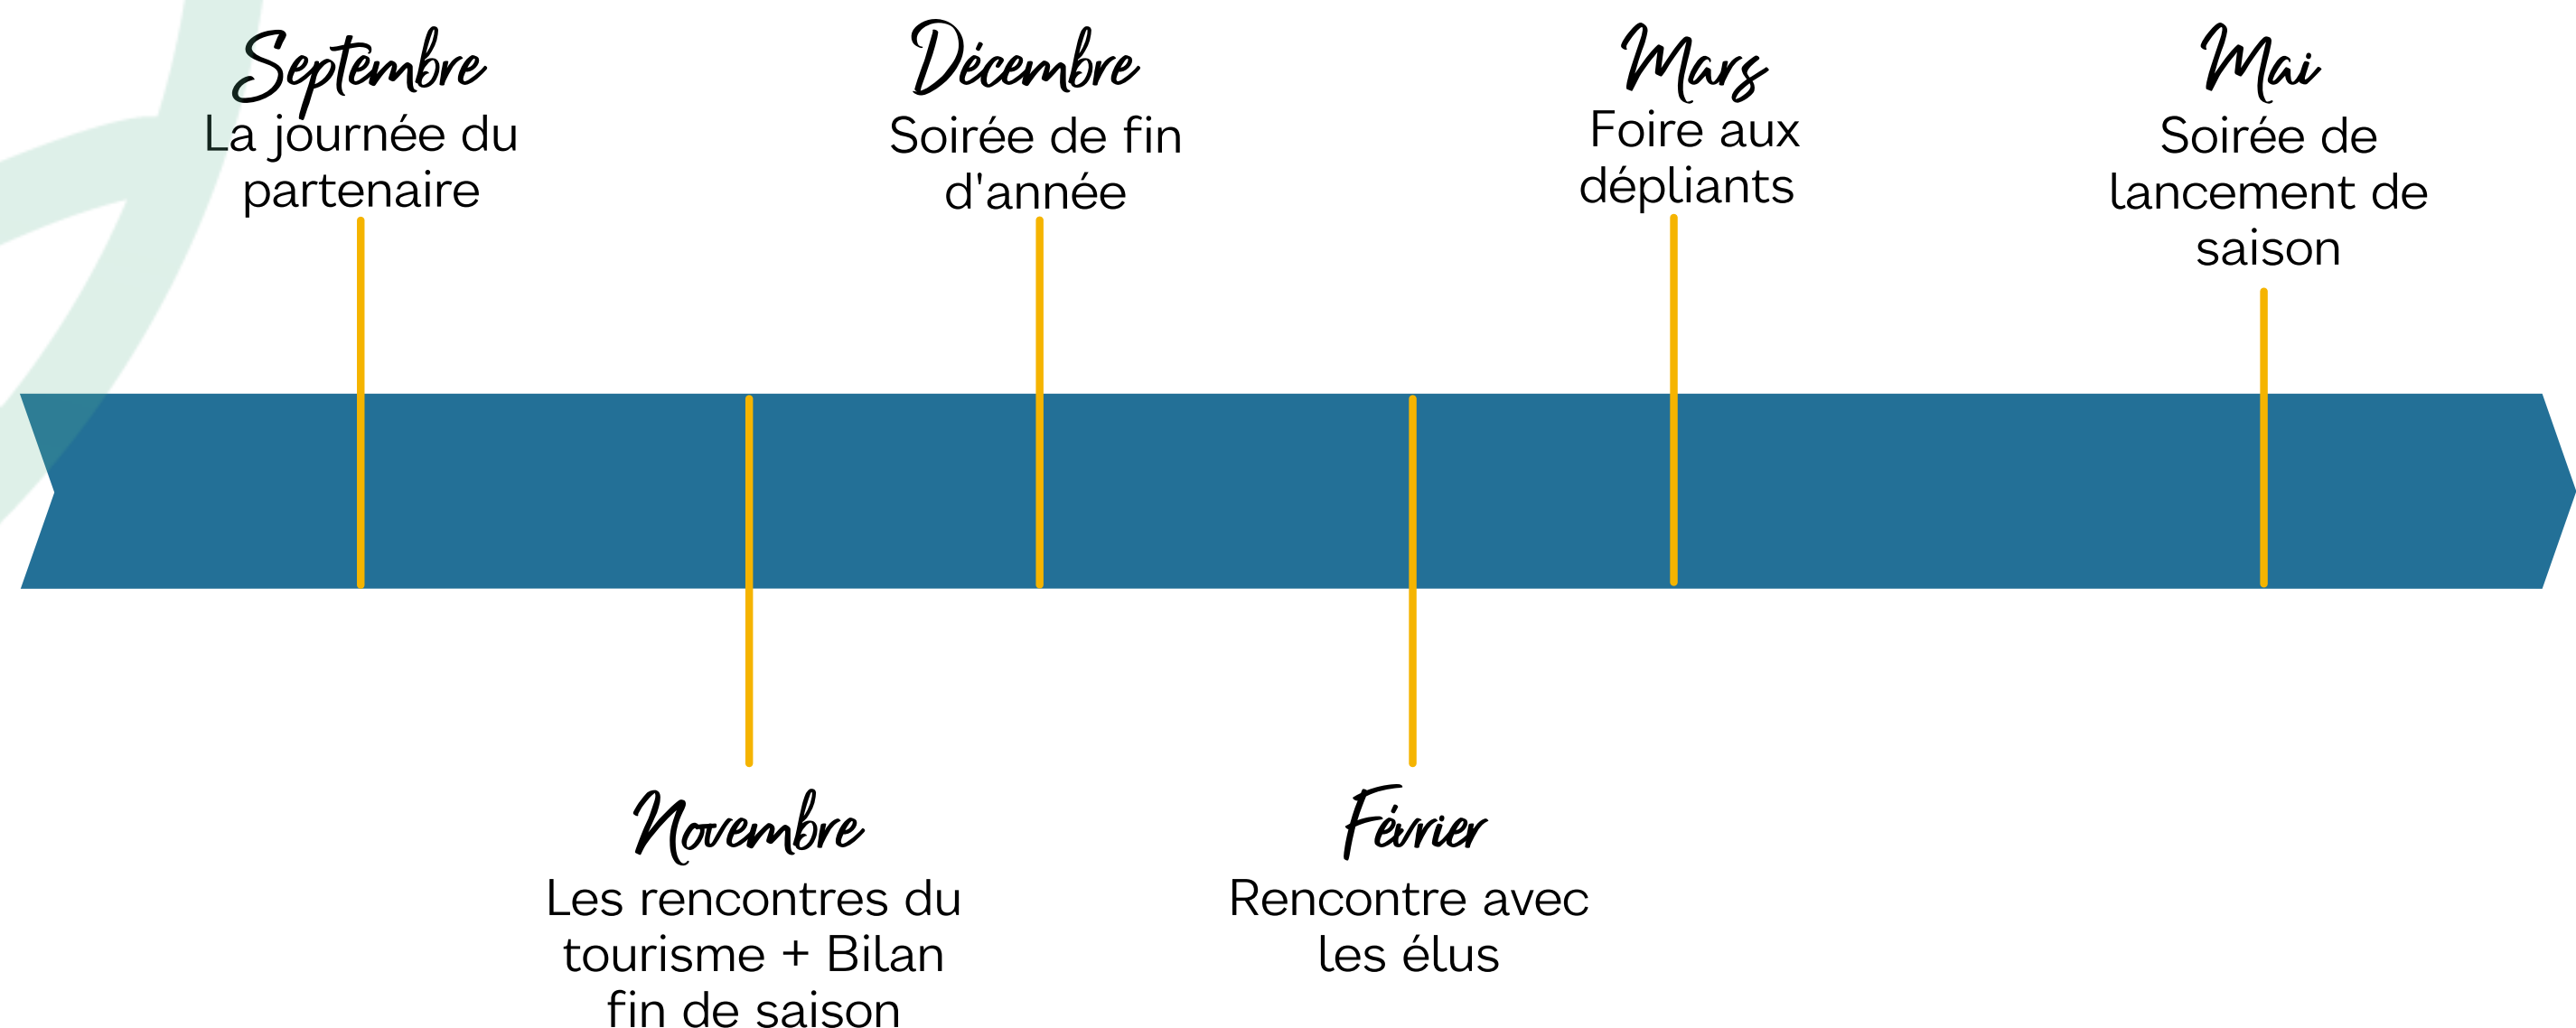 Septembre
La journée du
partenaire
Décembre
Soirée de fin
d'année
Mars
Foire aux
dépliants
Mai
Soirée de
lancement de
saison
Novembre
Les rencontres du
tourisme + Bilan
fin de saison
Février
Rencontre avec
les élus